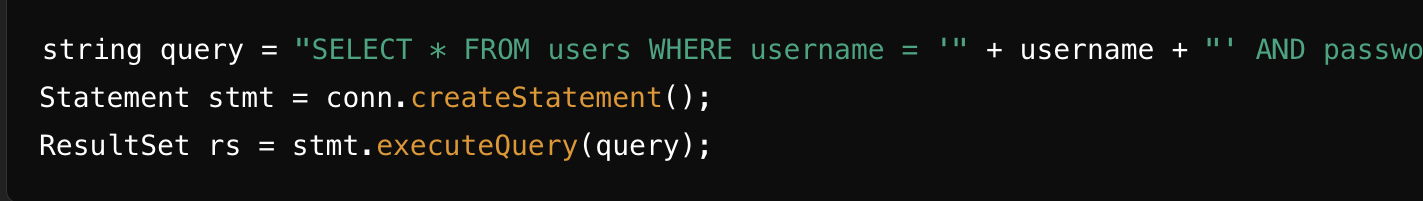 string query = "SELECT * FROM users WHERE username = '" + username + "' AND passwo
Statement stmt = conn.createStatement();
ResultSet rs = stmt.executeQuery(query);